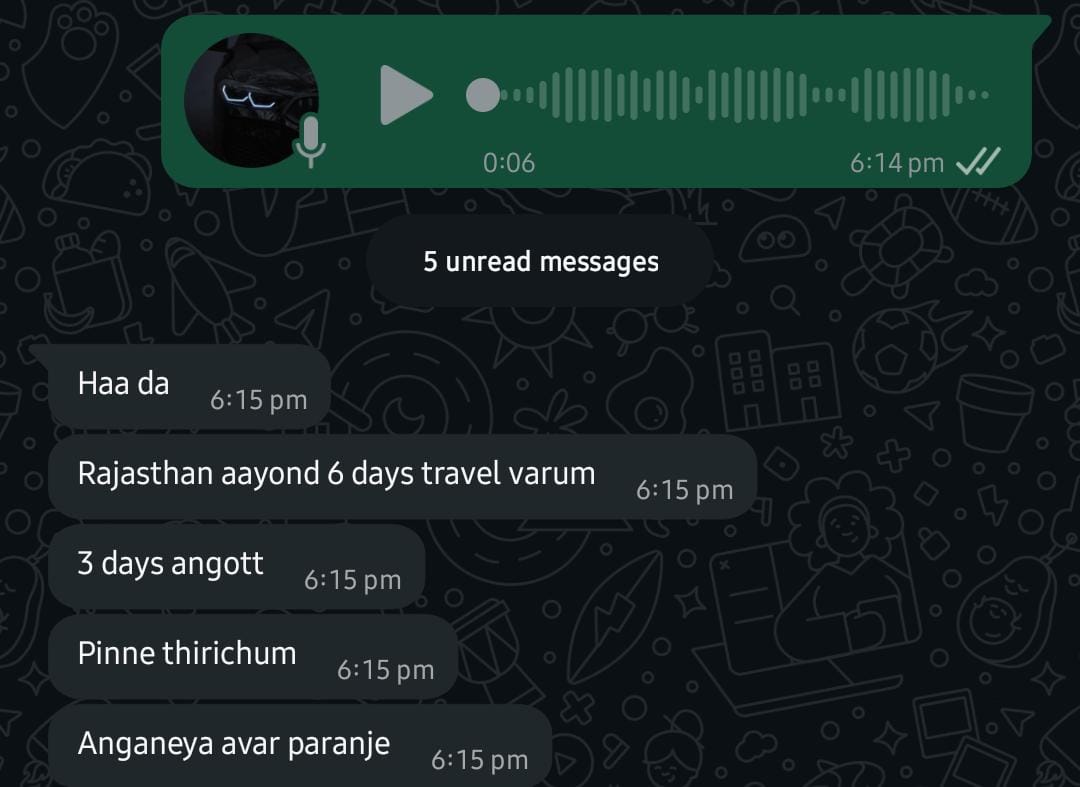 0:06
6:14 pm
5 unread messages
Haa da
6:15 pm
Rajasthan aayond 6 days travel varum
6:15 pm
3 days angott
6:15 pm
Pinne thirichum
6:15 pm
Anganeya avar paranje
6:15 pm